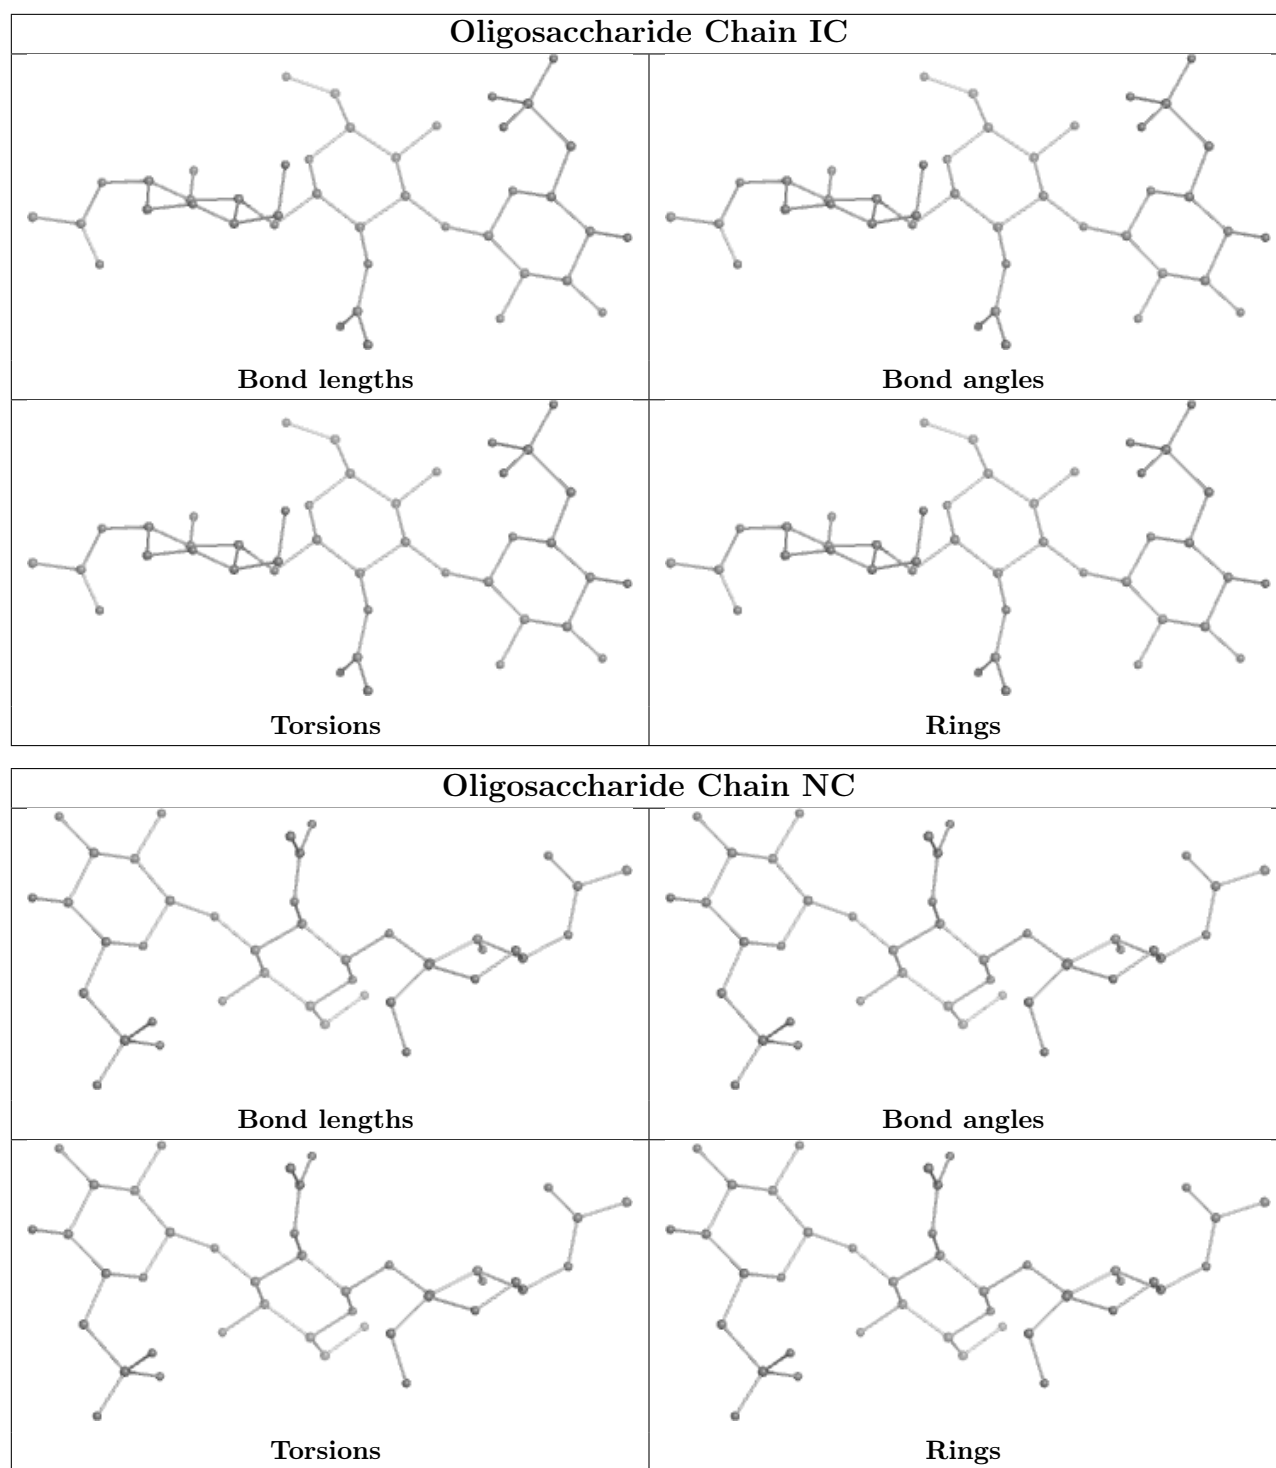 Oligosaccharide Chain IC
Bond lengths
Bond angles
Torsions
Rings
Oligosaccharide Chain NC
Bond lengths
Bond angles
Torsions
Rings